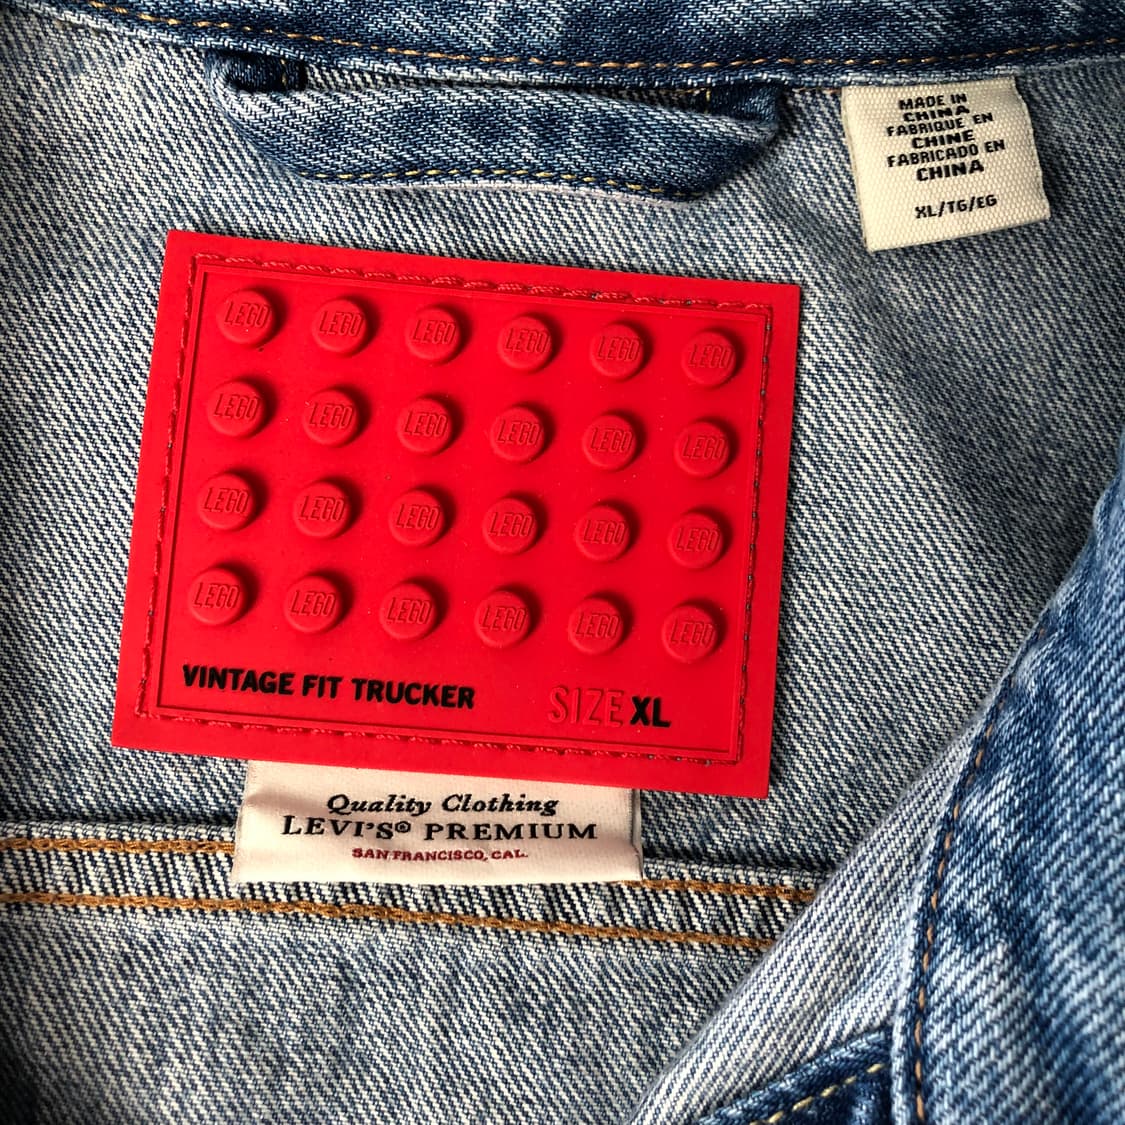 MADE IN
CHINA
FABRIQUE EN
CHINE
FABRICADO EN
CHINA
XL/TG/EG
LEGO LEGO LEGO LEGO LEGO LEGO
LEGO LEGO LEGO LEGO LEGO LEGO
LEGO LEGO LEGO LEGO LEGO LEGO
LEGO LEGO LEGO LEGO LEGO LEGO
VINTAGE FIT TRUCKER SIZE XL
Quality Clothing
LEVI'S® PREMIUM
SAN FRANCISCO, CAL.